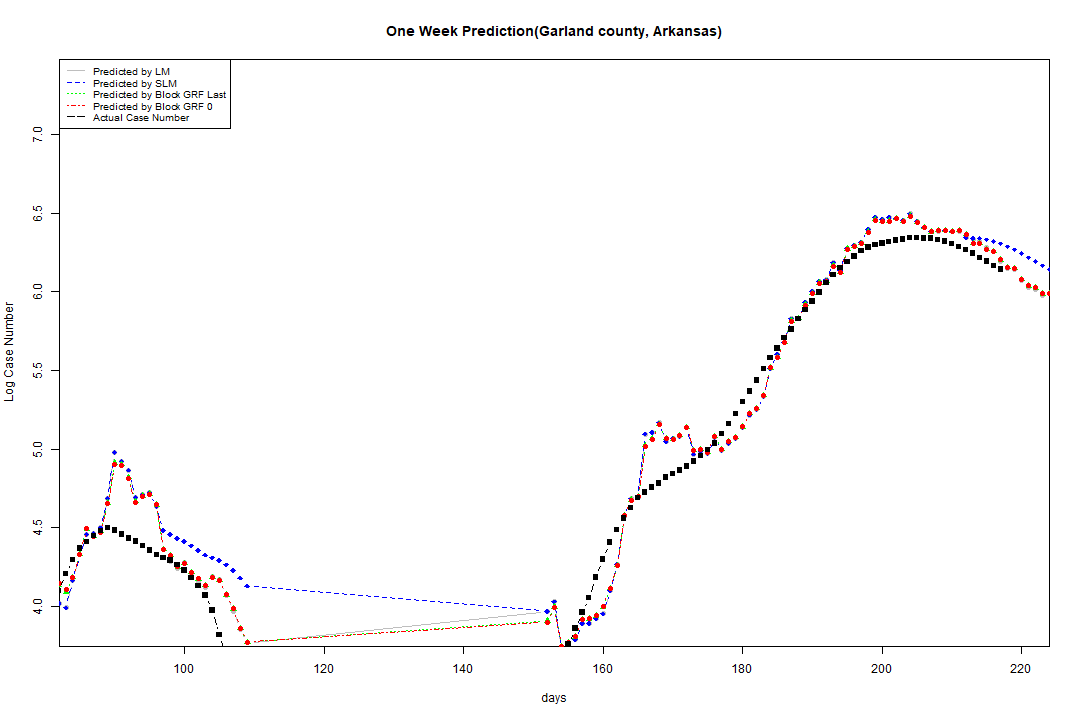 One Week Prediction(Garland county, Arkansas)
Predicted by LM
Predicted by SLM
Predicted by Block GRF Last
Predicted by Block GRF 0
Actual Case Number
7.0
6.5
6.0
5.5
5.0
4.5
4.0
Log Case Number
100 120 140 160 180 200 220
days